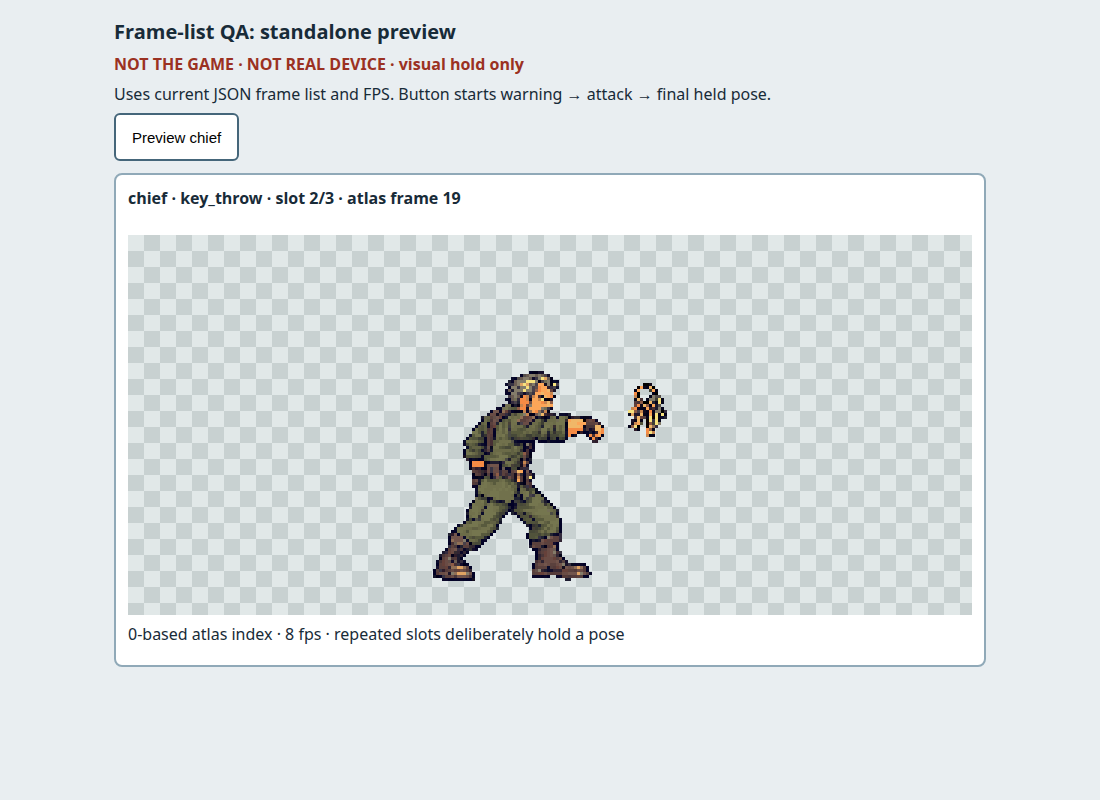 Frame-list QA: standalone preview
NOT THE GAME · NOT REAL DEVICE · visual hold only
Uses current JSON frame list and FPS. Button starts warning → attack → final held pose.
Preview chief
chief · key_throw · slot 2/3 · atlas frame 19
0-based atlas index · 8 fps · repeated slots deliberately hold a pose